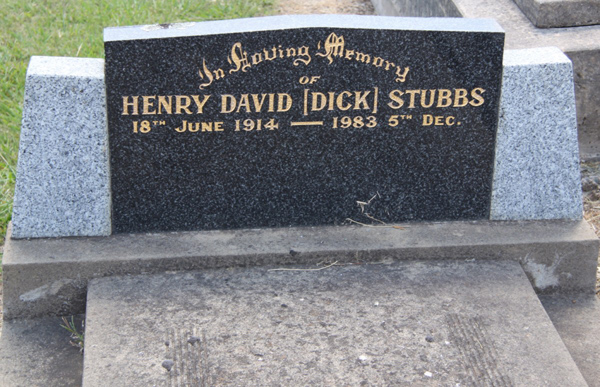 In Loving Memory
OF
HENRY DAVID [DICK] STUBBS
18TH JUNE 1914 — 1983 5TH DEC.